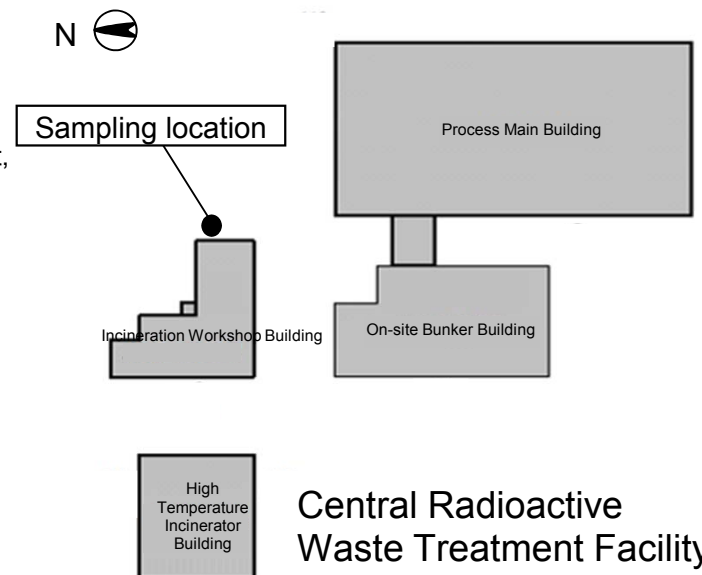 N
Sampling location
t,
Process Main Building
Incineration Workshop Building
On-site Bunker Building
High
Temperature
Incinerator
Building
Central Radioactive
Waste Treatment Facility